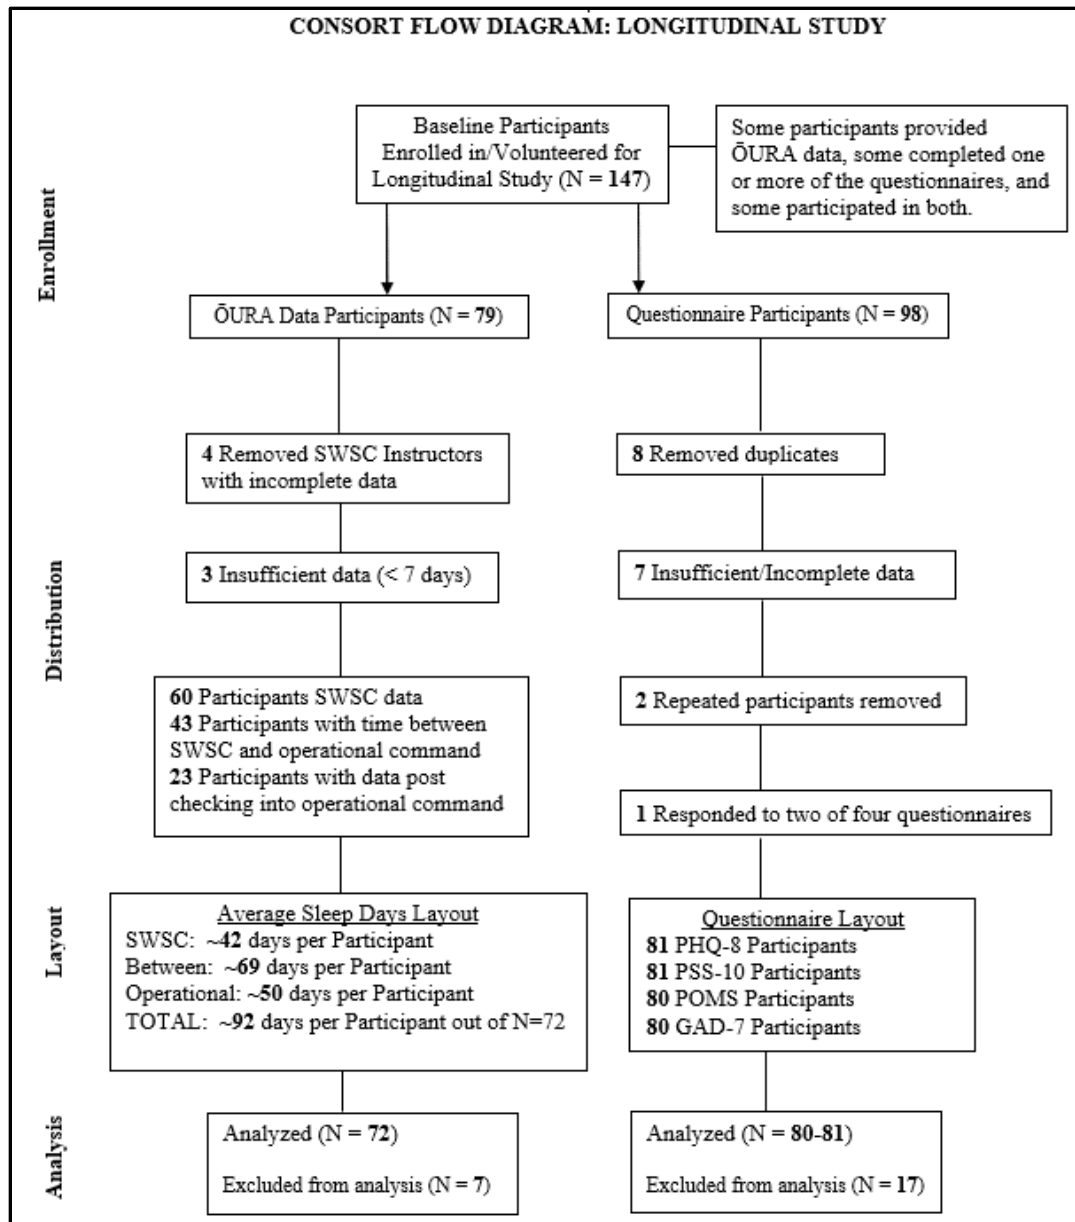 CONSORT FLOW DIAGRAM: LONGITUDINAL STUDY
Enrollment
Baseline Participants
Enrolled in/Volunteered for
Longitudinal Study (N = 147)
Some participants provided
ŌURA data, some completed one
or more of the questionnaires, and
some participated in both.
ŌURA Data Participants (N = 79)
Questionnaire Participants (N = 98)
Distribution
4 Removed SWSC Instructors
with incomplete data
3 Insufficient data (< 7 days)
60 Participants SWSC data
43 Participants with time between
SWSC and operational command
23 Participants with data post
checking into operational command
8 Removed duplicates
7 Insufficient/Incomplete data
2 Repeated participants removed
1 Responded to two of four questionnaires
Layout
Average Sleep Days Layout
SWSC: ~42 days per Participant
Between: ~69 days per Participant
Operational: ~50 days per Participant
TOTAL: ~92 days per Participant out of N=72
Questionnaire Layout
81 PHQ-8 Participants
81 PSS-10 Participants
80 POMS Participants
80 GAD-7 Participants
Analysis
Analyzed (N = 72)
Excluded from analysis (N = 7)
Analyzed (N = 80-81)
Excluded from analysis (N = 17)